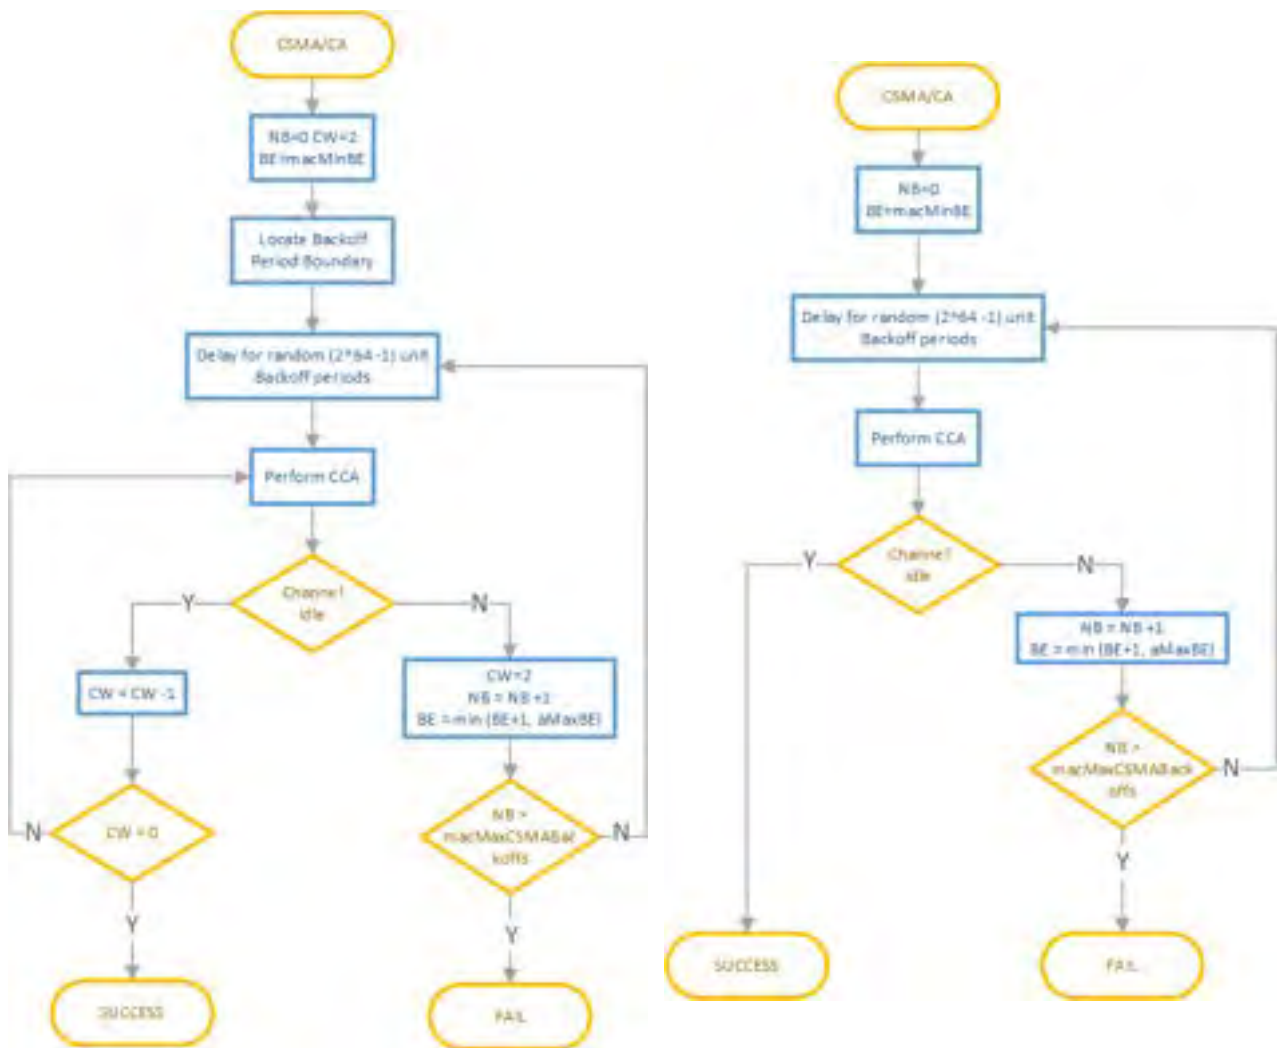 CSMA/CA
NB=0 CW=2
BE=macMinBE
Locate Backoff
Period Boundary
Delay for random (2*64 -1) unit
Backoff periods
Perform CCA
Channel
idle
Y
N
CW = CW -1
CW=2
NB = NB +1
BE = min (BE+1, aMaxBE)
CW = 0
N
Y
SUCCESS
NB >
macMaxCSMABac
koffs
N
Y
FAIL
CSMA/CA
NB=0
BE=macMinBE
Delay for random (2*64 -1) unit
Backoff periods
Perform CCA
Channel
idle
Y
N
NB = NB +1
BE = min (BE+1, aMaxBE)
NB >
macMaxCSMABack
offs
N
Y
SUCCESS
FAIL